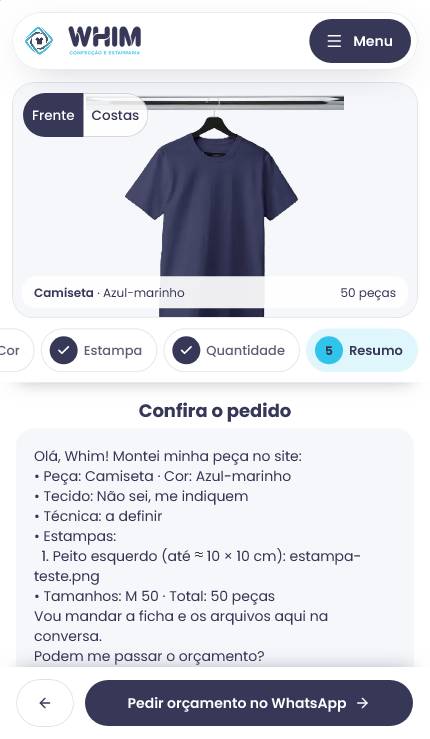 WHIM
CONFECÇÃO E ESTAMPARIA
Menu
Frente
Costas
Camiseta · Azul-marinho
50 peças
Cor
Estampa
Quantidade
5 Resumo
Confira o pedido
Olá, Whim! Montei minha peça no site:
• Peça: Camiseta · Cor: Azul-marinho
• Tecido: Não sei, me indiquem
• Técnica: a definir
• Estampas:
1. Peito esquerdo (até ≈ 10 × 10 cm): estampa-
teste.png
• Tamanhos: M 50 · Total: 50 peças
Vou mandar a ficha e os arquivos aqui na
conversa.
Podem me passar o orçamento?
Pedir orçamento no WhatsApp →